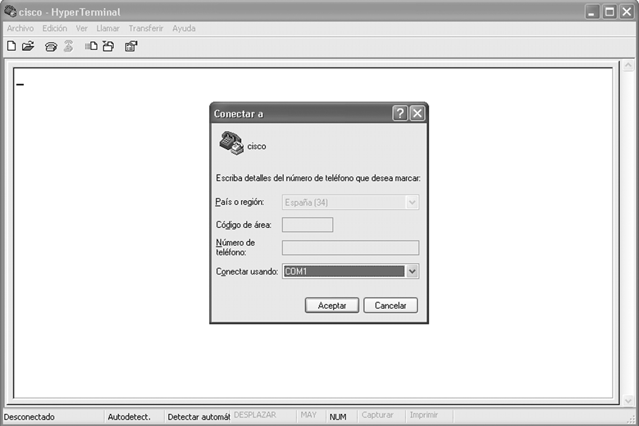 cisco - HyperTerminal
Archivo Edición Ver Llamar Transferir Ayuda
Conectar a
cisco
Escriba detalles del número de teléfono que desea marcar:
País o región: España (34)
Código de área:
Número de
teléfono:
Conectar usando: COM1
Aceptar Cancelar
Desconectado Autodetect. Detectar automát DESPLAZAR MAY NUM Capturar Imprimir